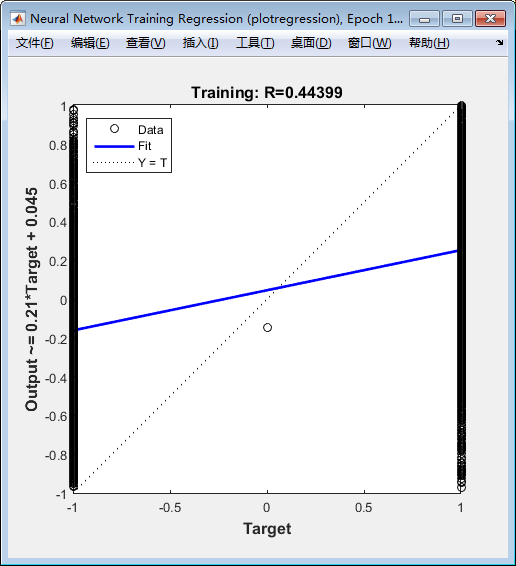 Neural Network Training Regression (plotregression), Epoch 1...
文件(F) 编辑(E) 查看(V) 插入(I) 工具(T) 桌面(D) 窗口(W) 帮助(H)
Training: R=0.44399
Data
Fit
Y = T
Output ~= 0.21*Target + 0.045
1
0.8
0.6
0.4
0.2
0
-0.2
-0.4
-0.6
-0.8
-1
-1 -0.5 0 0.5 1
Target